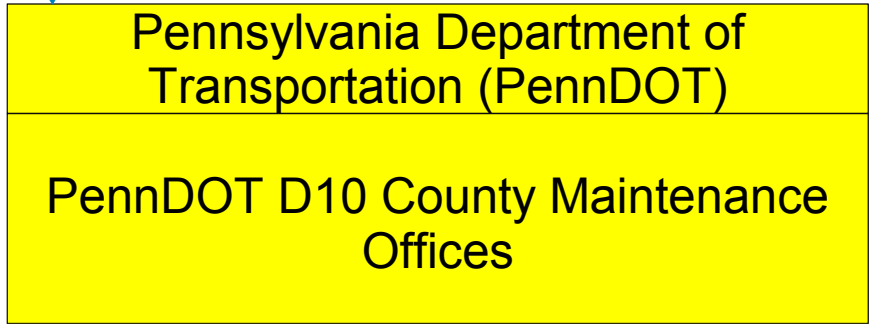 Pennsylvania Department of
Transportation (PennDOT)
PennDOT D10 County Maintenance
Offices